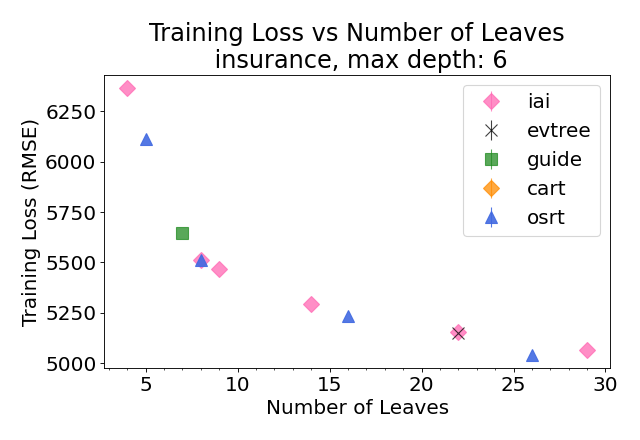 Training Loss vs Number of Leaves
insurance, max depth: 6
Training Loss (RMSE)
6250
6000
5750
5500
5250
5000
iai
evtree
guide
cart
osrt
5
10
15
20
25
30
Number of Leaves